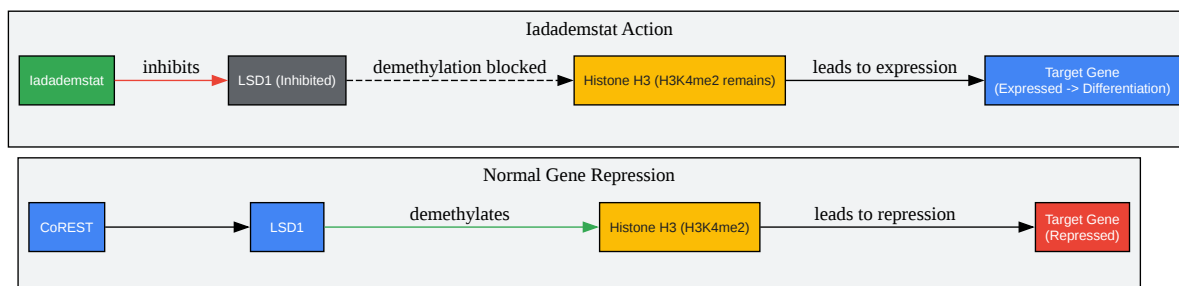 Iadademstat Action
Iadademstat
inhibits
LSD1 (Inhibited)
demethylation blocked
Histone H3 (H3K4me2 remains)
leads to expression
Target Gene
(Expressed -> Differentiation)
Normal Gene Repression
CoREST
LSD1
demethylates
Histone H3 (H3K4me2)
leads to repression
Target Gene
(Repressed)